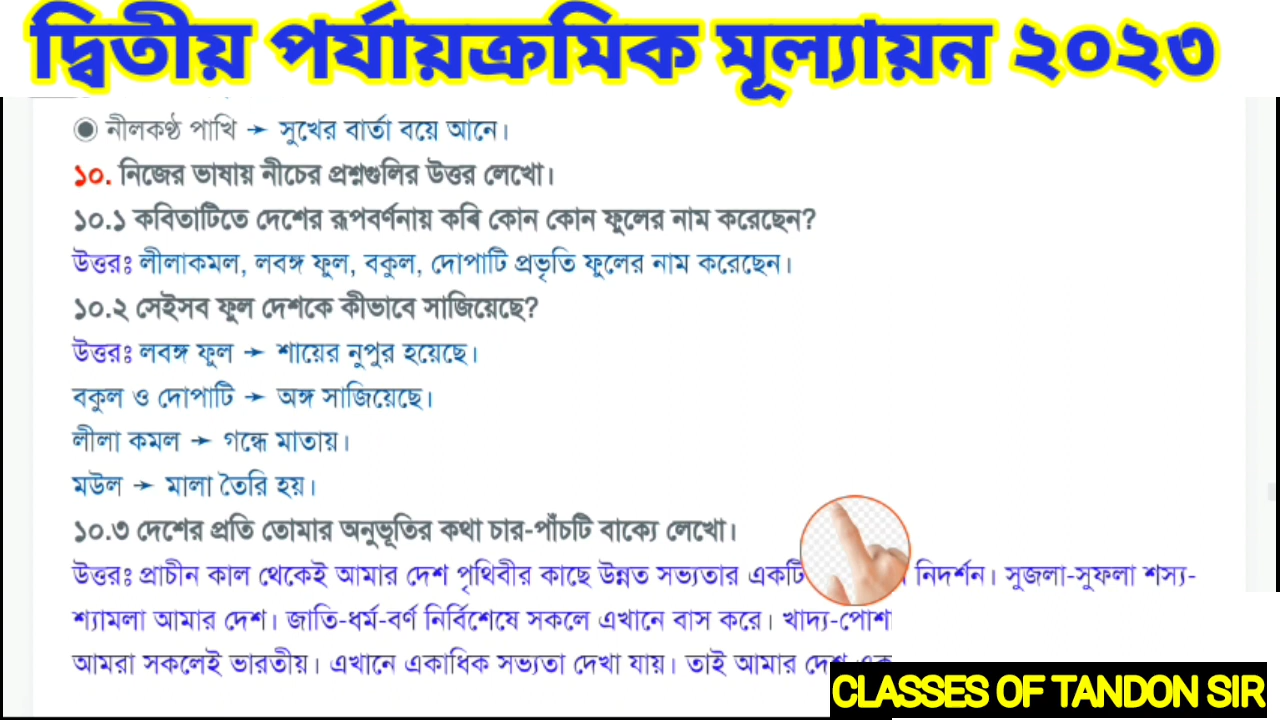 দ্বিতীয় পর্যায়ক্রমিক মূল্যায়ন ২০২৩
নীলকণ্ঠ পাখি → সুখের বার্তা বয়ে আনে।
১০. নিজের ভাষায় নীচের প্রশ্নগুলির উত্তর লেখো।
১০.১ কবিতাটিতে দেশের রূপবর্ণনায় কবি কোন কোন ফুলের নাম করেছেন?
উত্তরঃ লীলাকমল, লবঙ্গ ফুল, বকুল, দোপাটি প্রভৃতি ফুলের নাম করেছেন।
১০.২ সেইসব ফুল দেশকে কীভাবে সাজিয়েছে?
উত্তরঃ লবঙ্গ ফুল → শায়ের নুপুর হয়েছে।
বকুল ও দোপাটি → অঙ্গ সাজিয়েছে।
লীলা কমল → গন্ধে মাতায়।
মউল → মালা তৈরি হয়।
১০.৩ দেশের প্রতি তোমার অনুভূতির কথা চার-পাঁচটি বাক্যে লেখো।
উত্তরঃ প্রাচীন কাল থেকেই আমার দেশ পৃথিবীর কাছে উন্নত সভ্যতার একটি নিদর্শন। সুজলা-সুফলা শস্য-
শ্যামলা আমার দেশ। জাতি-ধর্ম-বর্ণ নির্বিশেষে সকলে এখানে বাস করে। খাদ্য-পোশা
আমরা সকলেই ভারতীয়। এখানে একাধিক সভ্যতা দেখা যায়। তাই আমার
CLASSES OF TANDON SIR